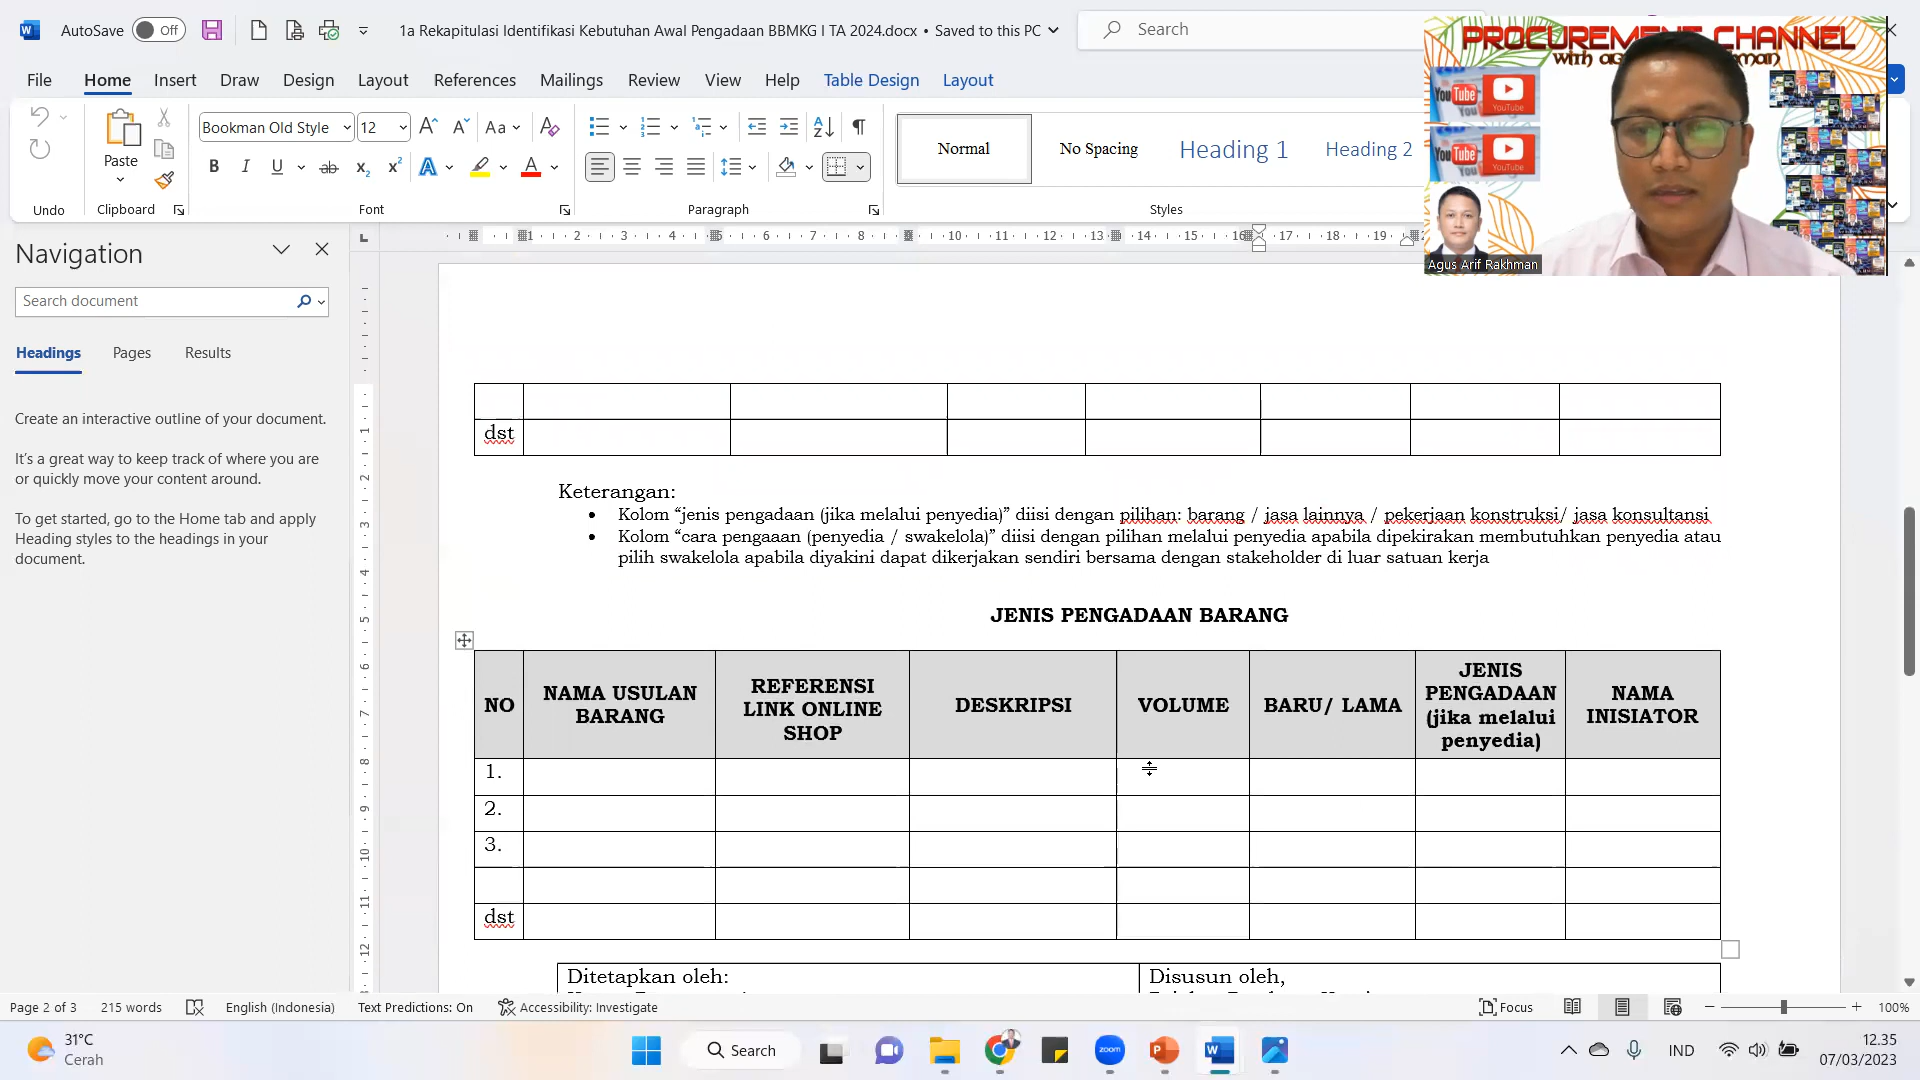 AutoSave Off 1a Rekapitulasi Identifikasi Kebutuhan Awal Pengadaan BBMKG I TA 2024.docx • Saved to this PC Search
PROCUREMENT CHANNEL
File Home Insert Draw Design Layout References Mailings Review View Help Table Design Layout
YouTube YouTube
YouTube YouTube
Agus Arif Rakhman
Paste
Bookman Old Style 12 Aa
Normal No Spacing Heading 1 Heading 2
Undo Clipboard Font Paragraph Styles
Navigation
Search document
Headings Pages Results
Create an interactive outline of your document.
It's a great way to keep track of where you are
or quickly move your content around.
To get started, go to the Home tab and apply
Heading styles to the headings in your
document.
dst
Keterangan:
• Kolom “jenis pengadaan (jika melalui penyedia)” diisi dengan pilihan: barang / jasa lainnya / pekerjaan konstruksi/ jasa konsultansi
• Kolom “cara pengaaan (penyedia / swakelola)” diisi dengan pilihan melalui penyedia apabila dipekirakan membutuhkan penyedia atau
pilih swakelola apabila diyakini dapat dikerjakan sendiri bersama dengan stakeholder di luar satuan kerja
JENIS PENGADAAN BARANG
NO NAMA USULAN BARANG REFERENSI LINK ONLINE SHOP DESKRIPSI VOLUME BARU/ LAMA JENIS PENGADAAN (jika melalui penyedia) NAMA INISIATOR
1.
2.
3.
dst
Ditetapkan oleh: Disusun oleh,
Page 2 of 3 215 words English (Indonesia) Text Predictions: On Accessibility: Investigate Focus 100%
31°C
Cerah
Search
zoom
IND
12.35
07/03/2023